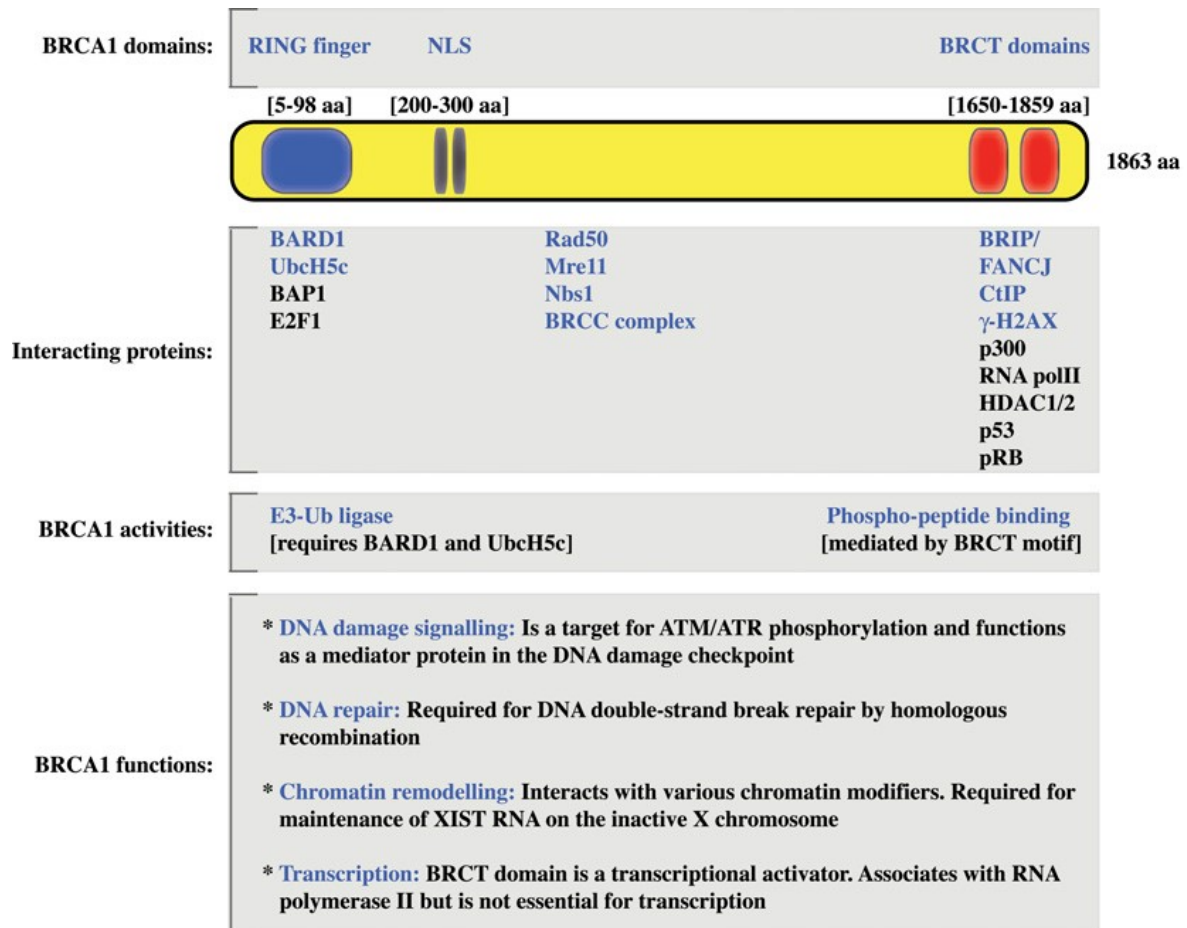 BRCA1 domains:
RING finger
NLS
BRCT domains
[5-98 aa]
[200-300 aa]
[1650-1859 aa]
1863 aa
Interacting proteins:
BARD1
UbcH5c
BAP1
E2F1
Rad50
Mre11
Nbs1
BRCC complex
BRIP/
FANCJ
CtIP
γ-H2AX
p300
RNA polII
HDAC1/2
p53
pRB
BRCA1 activities:
E3-Ub ligase
[requires BARD1 and UbcH5c]
Phospho-peptide binding
[mediated by BRCT motif]
BRCA1 functions:
* DNA damage signalling: Is a target for ATM/ATR phosphorylation and functions
as a mediator protein in the DNA damage checkpoint
* DNA repair: Required for DNA double-strand break repair by homologous
recombination
* Chromatin remodelling: Interacts with various chromatin modifiers. Required for
maintenance of XIST RNA on the inactive X chromosome
* Transcription: BRCT domain is a transcriptional activator. Associates with RNA
polymerase II but is not essential for transcription